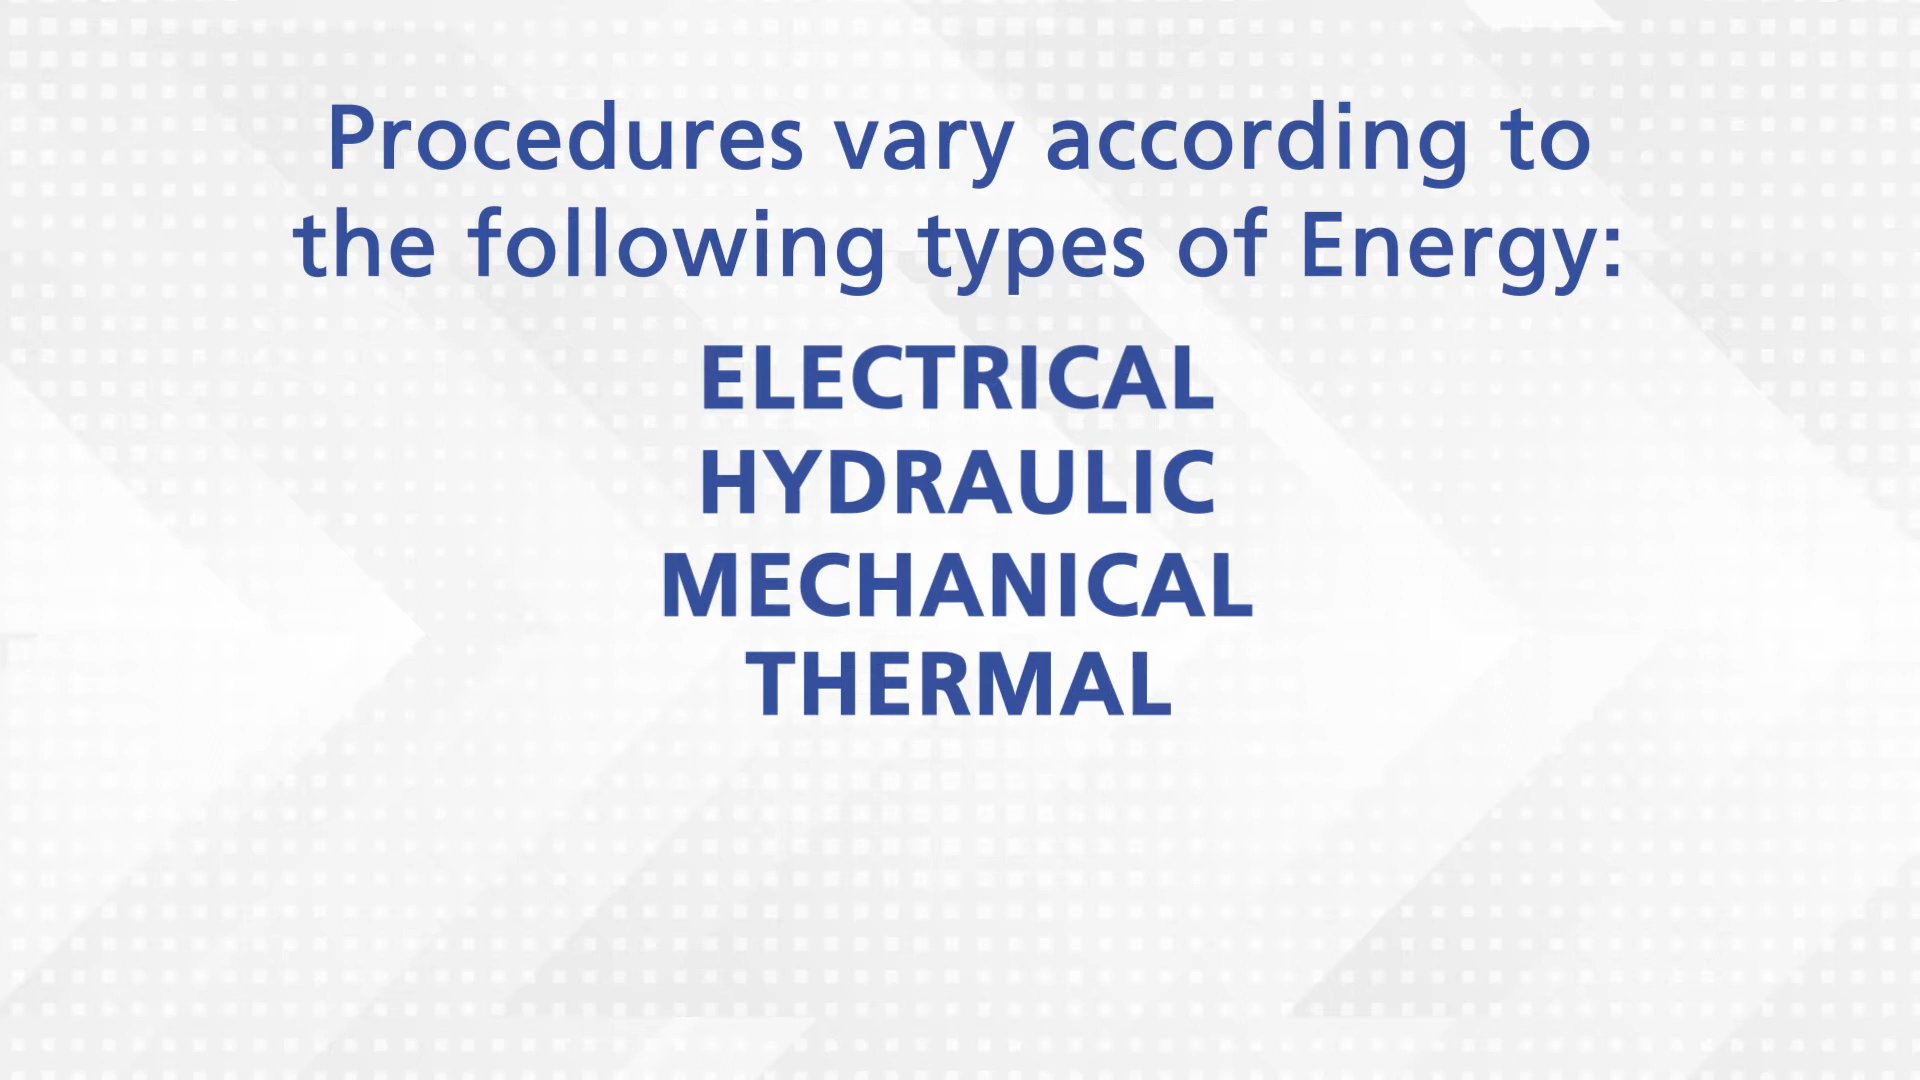 Procedures vary according to
the following types of Energy:
ELECTRICAL
HYDRAULIC
MECHANICAL
THERMAL